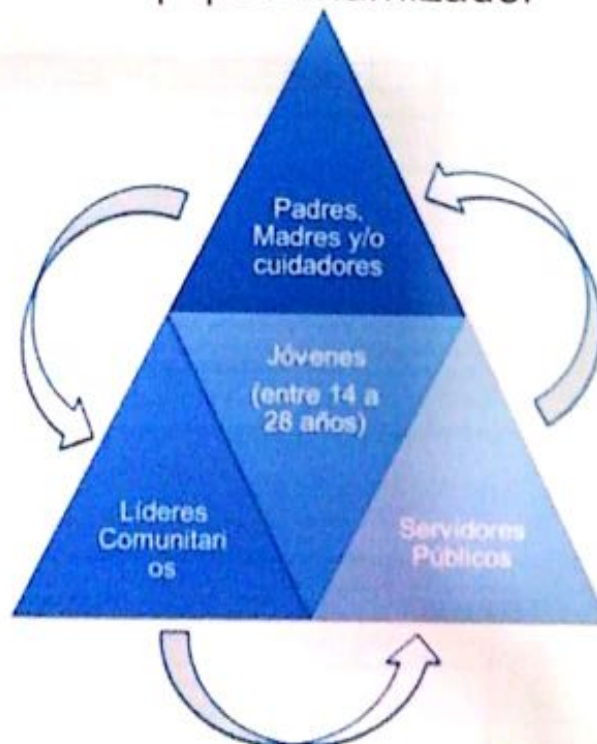 Padres,
Madres y/o
cuidadores
Jóvenes
(entre 14 a
28 años)
Líderes
Comunitari
os
Servidores
Públicos